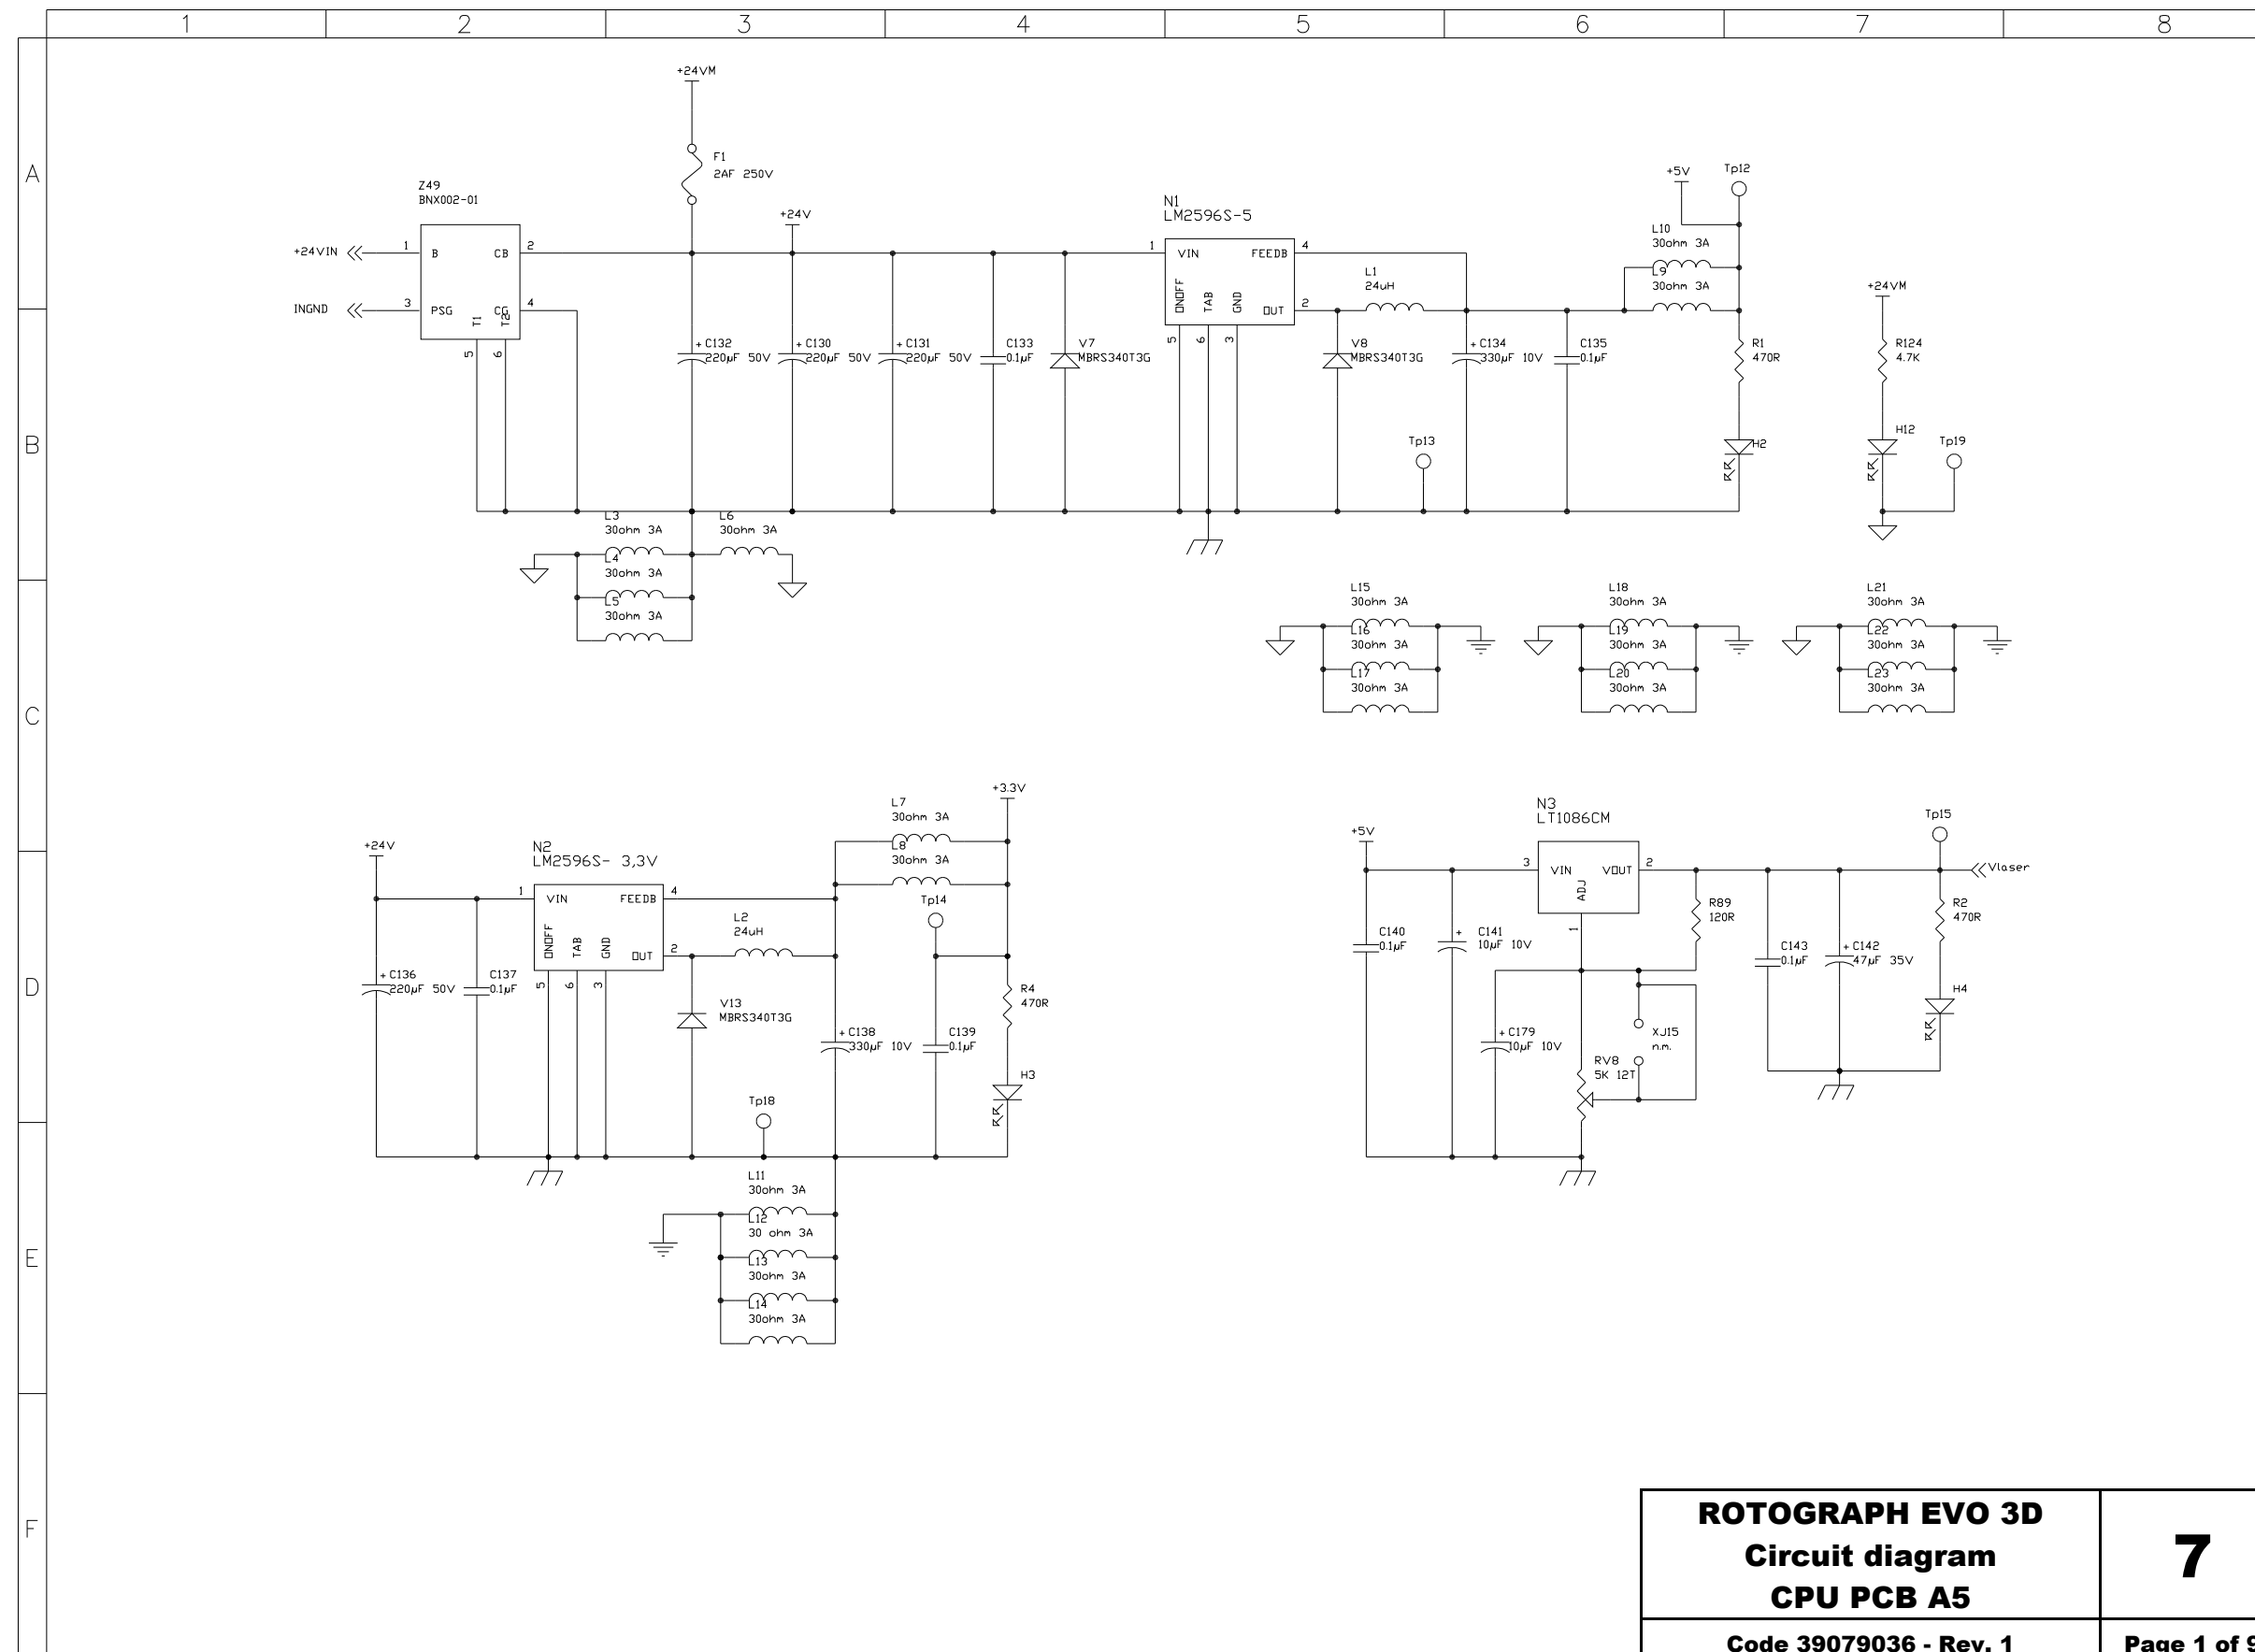 1 2 3 4 5 6 7 8
A
B
C
D
E
F
+24VM
F1
2AF 250V
Z49
BNX002-01
+24VIN
1
B
CB
2
INGND
3
PSG
CG
4
T1
T2
5
6
+24V
N1
LM2596S-5
1
VIN
FEEDB
4
ONOFF
TAB
GND
OUT
2
5
6
3
L1
24uH
+5V
Tp12
L10
30ohm 3A
L9
30ohm 3A
+24VM
+ C132
220µF 50V
+ C130
220µF 50V
+ C131
220µF 50V
C133
0.1µF
V7
MBRS340T3G
V8
MBRS340T3G
+ C134
330µF 10V
C135
0.1µF
R1
470R
R124
4.7K
Tp13
H2
H12
Tp19
L3
30ohm 3A
L4
30ohm 3A
L5
30ohm 3A
L6
30ohm 3A
L15
30ohm 3A
L16
30ohm 3A
L17
30ohm 3A
L18
30ohm 3A
L19
30ohm 3A
L20
30ohm 3A
L21
30ohm 3A
L22
30ohm 3A
L23
30ohm 3A
+24V
N2
LM2596S- 3,3V
1
VIN
FEEDB
4
ONOFF
TAB
GND
OUT
2
5
6
3
L2
24uH
L7
30ohm 3A
L8
30ohm 3A
+3.3V
Tp14
+ C136
220µF 50V
C137
0.1µF
V13
MBRS340T3G
+ C138
330µF 10V
C139
0.1µF
R4
470R
H3
Tp18
L11
30ohm 3A
L12
30 ohm 3A
L13
30ohm 3A
L14
30ohm 3A
+5V
N3
LT1086CM
3
VIN
VOUT
2
ADJ
1
Tp15
Vlaser
C140
0.1µF
+ C141
10µF 10V
R89
120R
C143
0.1µF
+ C142
47µF 35V
R2
470R
H4
+ C179
10µF 10V
XJ15
n.m.
RV8
5K 12T
ROTOGRAPH EVO 3D
Circuit diagram
CPU PCB A5
7
Code 39079036 - Rev. 1
Page 1 of 9